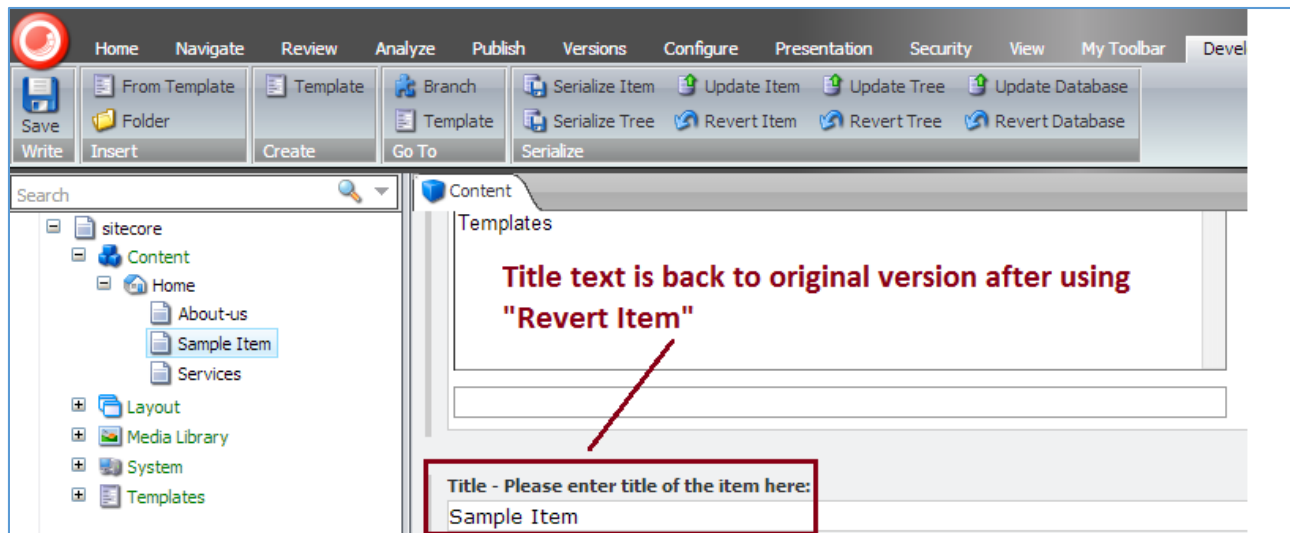 Home Navigate Review Analyze Publish Versions Configure Presentation Security View My Toolbar Devel
From Template Template Branch Serialize Item Update Item Update Tree Update Database
Save Folder Template Serialize Tree Revert Item Revert Tree Revert Database
Write Insert Create Go To Serialize
Search
Content
sitecore
Content
Home
About-us
Sample Item
Services
Layout
Media Library
System
Templates
Templates
Title text is back to original version after using
"Revert Item"
Title - Please enter title of the item here:
Sample Item